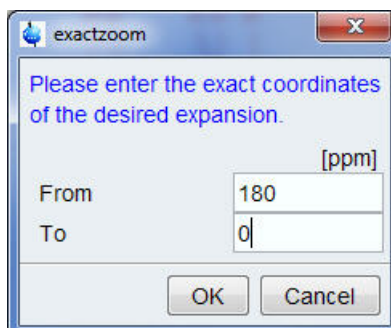 exactzoom
Please enter the exact coordinates
of the desired expansion.
[ppm]
From 180
To 0
OK Cancel